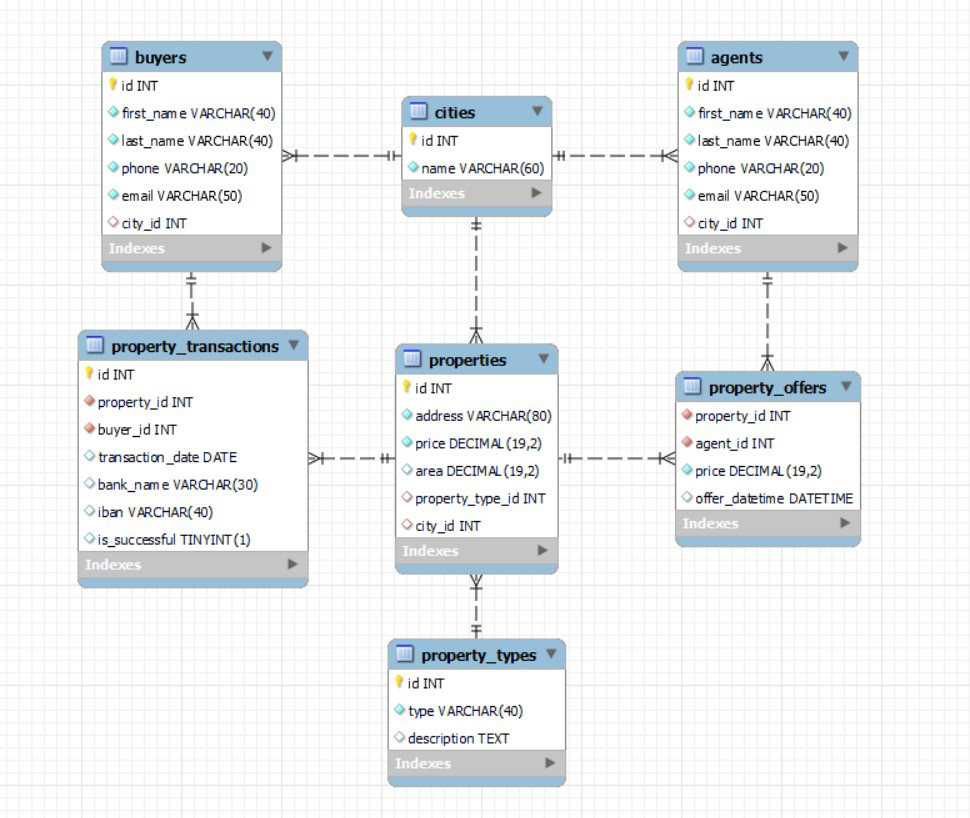 buyers
id INT
first_name VARCHAR(40)
last_name VARCHAR(40)
phone VARCHAR(20)
email VARCHAR(50)
city_id INT
Indexes
cities
id INT
name VARCHAR(60)
Indexes
agents
id INT
first_name VARCHAR(40)
last_name VARCHAR(40)
phone VARCHAR(20)
email VARCHAR(50)
city_id INT
Indexes
property_transactions
id INT
property_id INT
buyer_id INT
transaction_date DATE
bank_name VARCHAR(30)
iban VARCHAR(40)
is_successful TINYINT(1)
Indexes
properties
id INT
address VARCHAR(80)
price DECIMAL(19,2)
area DECIMAL(19,2)
property_type_id INT
city_id INT
Indexes
property_offers
property_id INT
agent_id INT
price DECIMAL(19,2)
offer_datetime DATETIME
Indexes
property_types
id INT
type VARCHAR(40)
description TEXT
Indexes